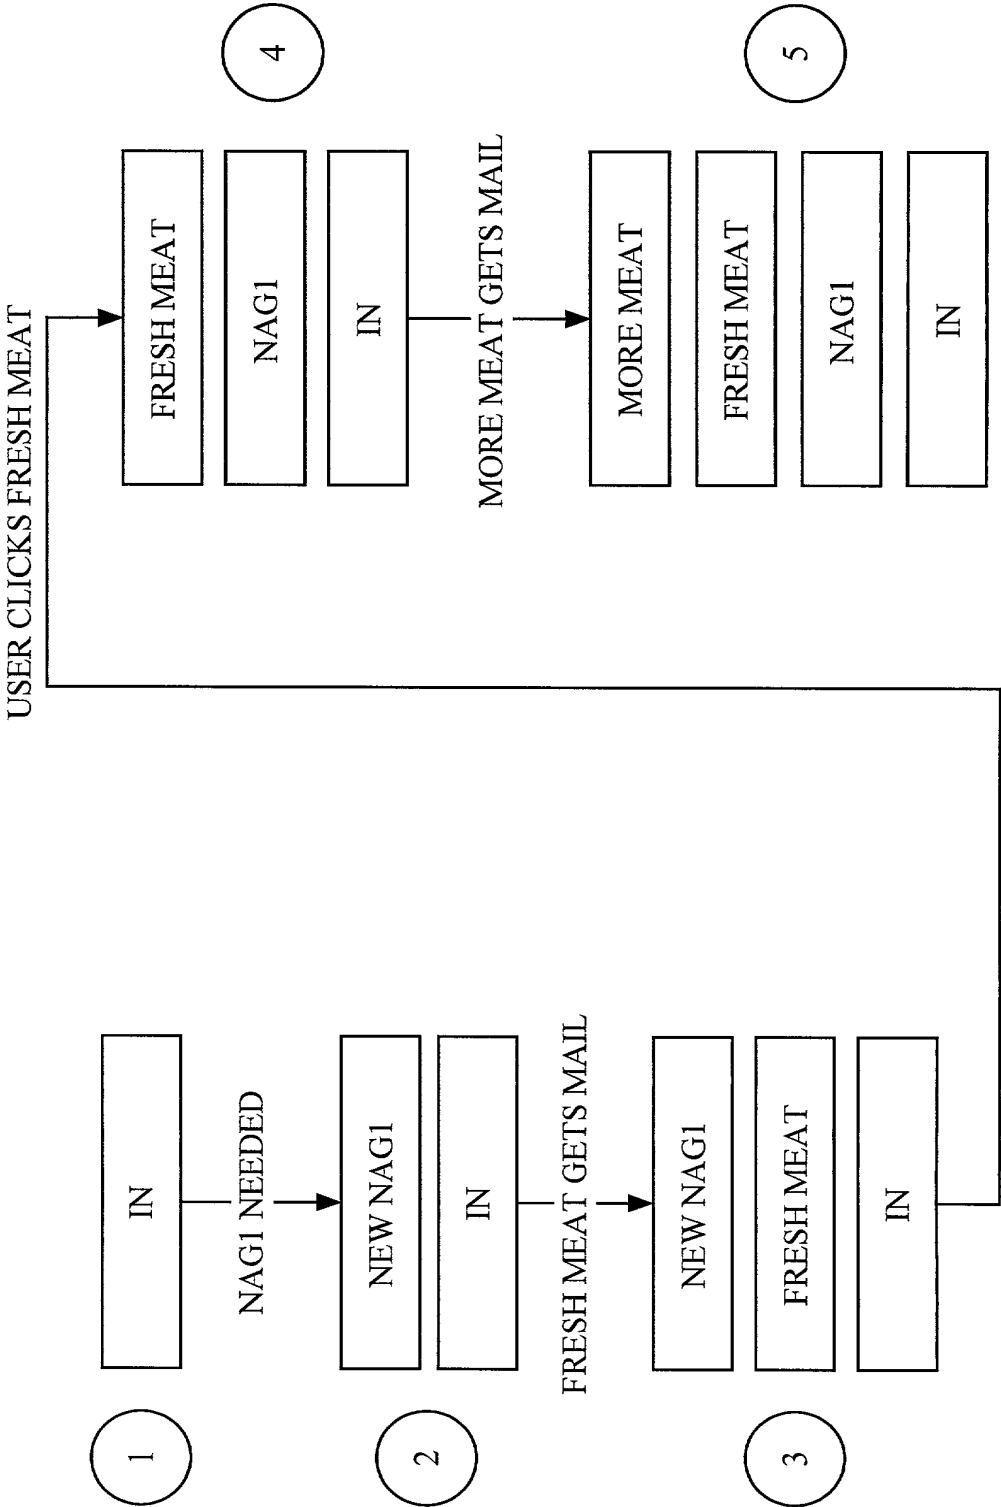 1
IN
NAG1 NEEDED
2
NEW NAG1
IN
FRESH MEAT GETS MAIL
3
NEW NAG1
FRESH MEAT
IN
USER CLICKS FRESH MEAT
4
FRESH MEAT
NAG1
IN
MORE MEAT GETS MAIL
5
MORE MEAT
FRESH MEAT
NAG1
IN